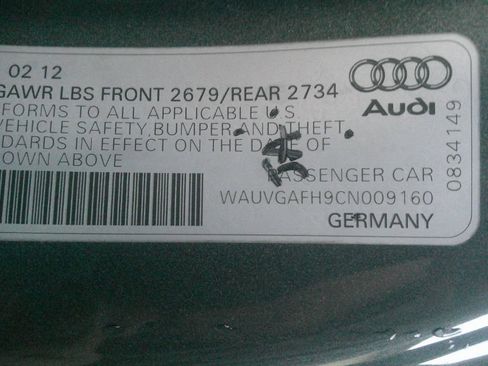 02 12
GAWR LBS FRONT 2679/REAR 2734
FORMS TO ALL APPLICABLE U S
VEHICLE SAFETY, BUMPER AND THEFT
DARDS IN EFFECT ON THE DATE OF
OWN ABOVE
PASSENGER CAR
WAUVGAFH9CN009160
GERMANY
Audi
0834149